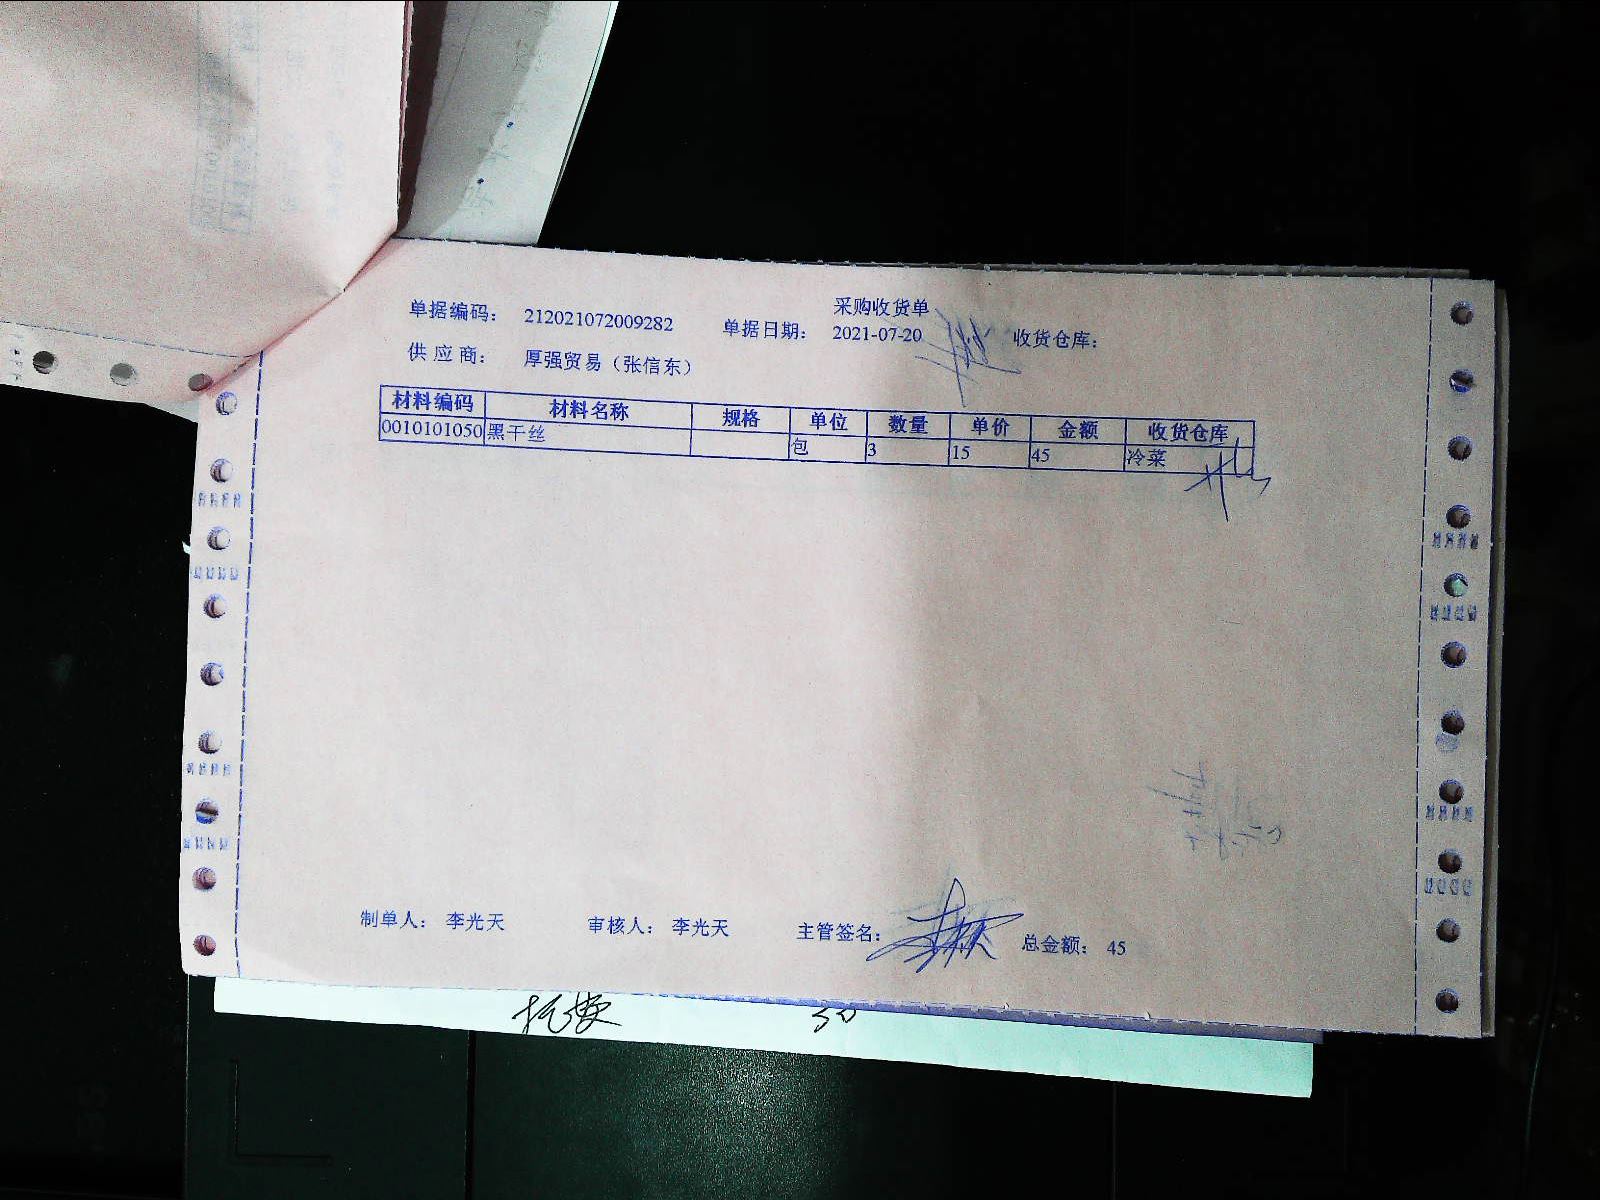 采购收货单
单据编码： 212021072009282 单据日期： 2021-07-20 收货仓库：
供 应 商： 厚强贸易（张信东）
材料编码 材料名称 规格 单位 数量 单价 金额 收货仓库
0010101050 黑干丝 包 3 15 45 冷菜
制单人： 李光天 审核人： 李光天 主管签名： 总金额： 45
50